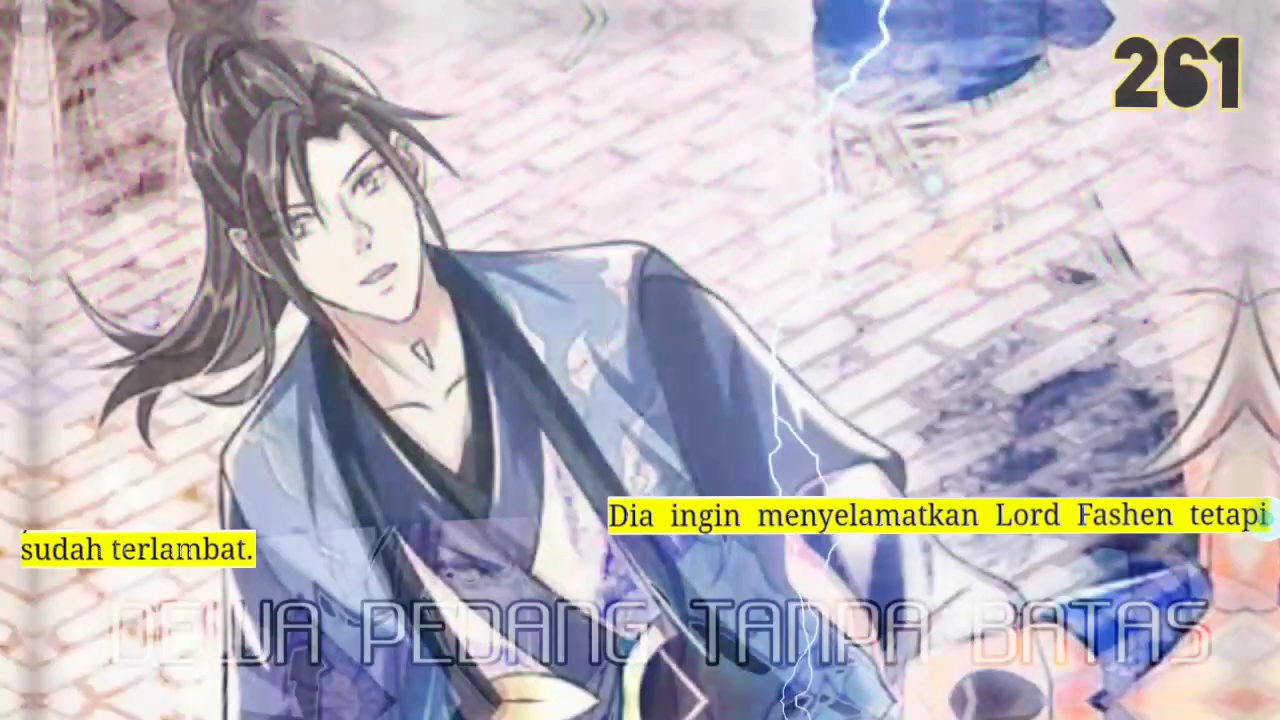 261
Dia ingin menyelamatkan Lord Fashen tetapi
sudah terlambat.
DEWA PEDANG TANPA BATAS